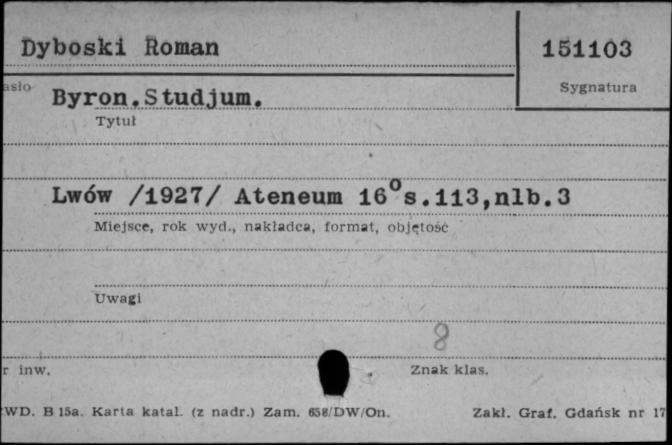 Dyboski Roman
151103
asło
Sygnatura
Byron.Studjum.
Tytuł
Lwów /1927/ Ateneum 16°s.113,nlb.3
Miejsce, rok wyd., nakładca, format, objętość
Uwagi
8
r inw.
Znak klas.
WD. B 15a. Karta katal. (z nadr.) Zam. 658/DW/On.
Zakł. Graf. Gdańsk nr 17